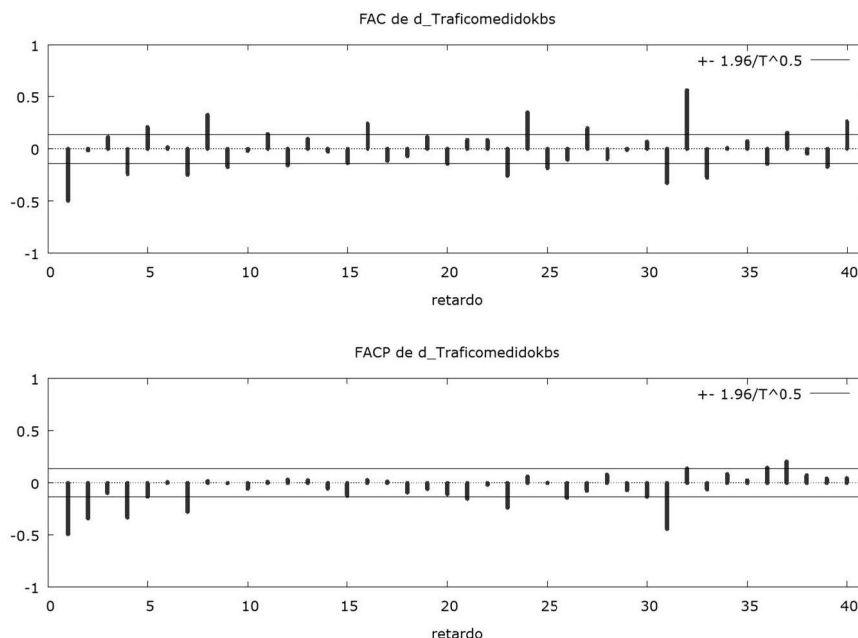 FAC de d_Traficomedidokbs
1
+- 1.96/T^0.5
0.5
0
-0.5
-1
0 5 10 15 20 25 30 35 40
retardo
FACP de d_Traficomedidokbs
1
+- 1.96/T^0.5
0.5
0
-0.5
-1
0 5 10 15 20 25 30 35 40
retardo